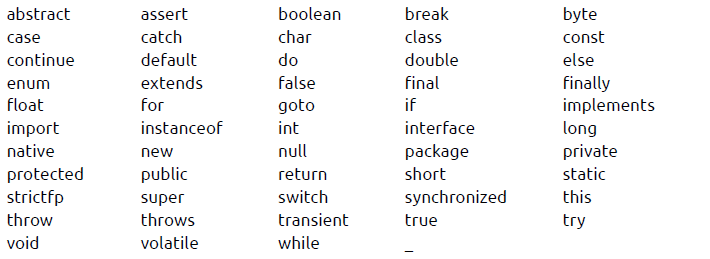 abstract assert boolean break byte
case catch char class const
continue default do double else
enum extends false final finally
float for goto if implements
import instanceof int interface long
native new null package private
protected public return short static
strictfp super switch synchronized this
throw throws transient true try
void volatile while _